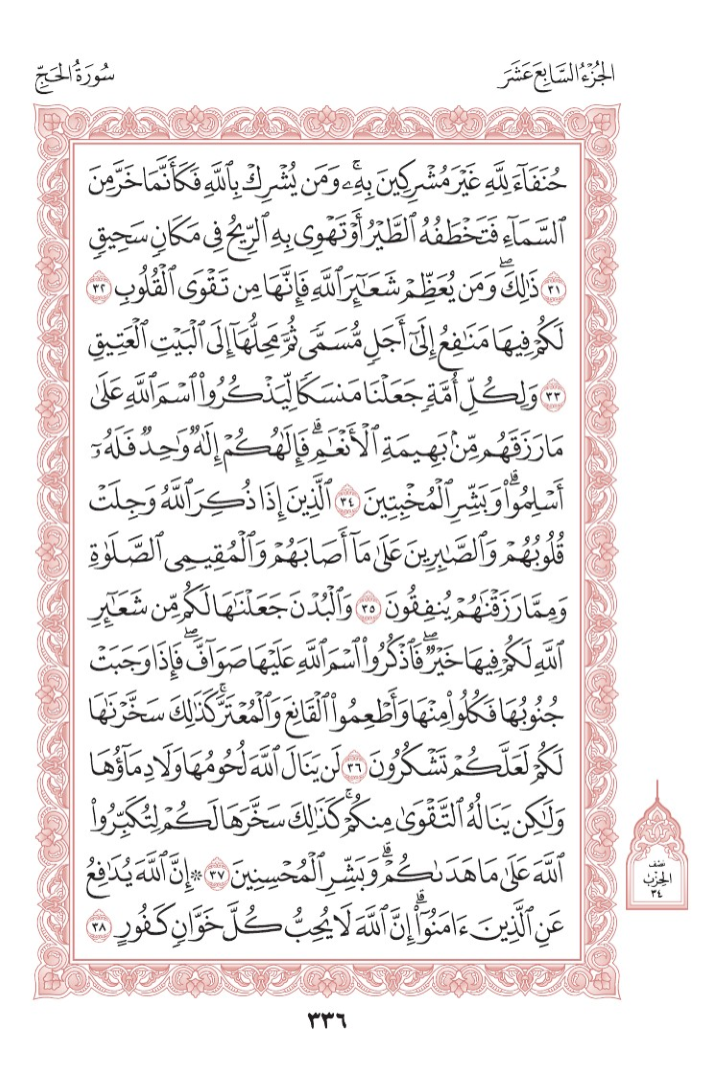 الجُزْءُ السَّابِعَ عَشَرَ
سُورَةُ الحَجِّ
حُنَفَآءَ لِلَّهِ غَيْرَ مُشْرِكِينَ بِهِۦۚ وَمَن يُشْرِكْ بِٱللَّهِ فَكَأَنَّمَا خَرَّ مِنَ
ٱلسَّمَآءِ فَتَخْطَفُهُ ٱلطَّيْرُ أَوْ تَهْوِى بِهِ ٱلرِّيحُ فِى مَكَانٍ سَحِيقٍ
٣١ ذَٰلِكَۖ وَمَن يُعَظِّمْ شَعَـٰٓئِرَ ٱللَّهِ فَإِنَّهَا مِن تَقْوَى ٱلْقُلُوبِ ٣٢
لَكُمْ فِيهَا مَنَـٰفِعُ إِلَىٰٓ أَجَلٍ مُّسَمًّى ثُمَّ مَحِلُّهَآ إِلَى ٱلْبَيْتِ ٱلْعَتِيقِ
٣٣ وَلِكُلِّ أُمَّةٍ جَعَلْنَا مَنسَكًا لِّيَذْكُرُوا۟ ٱسْمَ ٱللَّهِ عَلَىٰ
مَا رَزَقَهُم مِّنۢ بَهِيمَةِ ٱلْأَنْعَـٰمِۗ فَإِلَـٰهُكُمْ إِلَـٰهٌ وَٰحِدٌ فَلَهُۥٓ
أَسْلِمُوا۟ۗ وَبَشِّرِ ٱلْمُخْبِتِينَ ٣٤ ٱلَّذِينَ إِذَا ذُكِرَ ٱللَّهُ وَجِلَتْ
قُلُوبُهُمْ وَٱلصَّـٰبِرِينَ عَلَىٰ مَآ أَصَابَهُمْ وَٱلْمُقِيمِى ٱلصَّلَوٰةِ
وَمِمَّا رَزَقْنَـٰهُمْ يُنفِقُونَ ٣٥ وَٱلْبُدْنَ جَعَلْنَـٰهَا لَكُم مِّن شَعَـٰٓئِرِ
ٱللَّهِ لَكُمْ فِيهَا خَيْرٌۖ فَٱذْكُرُوا۟ ٱسْمَ ٱللَّهِ عَلَيْهَا صَوَآفَّۖ فَإِذَا وَجَبَتْ
جُنُوبُهَا فَكُلُوا۟ مِنْهَا وَأَطْعِمُوا۟ ٱلْقَانِعَ وَٱلْمُعْتَرَّۚ كَذَٰلِكَ سَخَّرْنَـٰهَا
لَكُمْ لَعَلَّكُمْ تَشْكُرُونَ ٣٦ لَن يَنَالَ ٱللَّهَ لُحُومُهَا وَلَا دِمَآؤُهَا
وَلَـٰكِن يَنَالُهُ ٱلتَّقْوَىٰ مِنكُمْۚ كَذَٰلِكَ سَخَّرَهَا لَكُمْ لِتُكَبِّرُوا۟
ٱللَّهَ عَلَىٰ مَا هَدَىٰكُمْۗ وَبَشِّرِ ٱلْمُحْسِنِينَ ٣٧ ۞ إِنَّ ٱللَّهَ يُدَٰفِعُ
عَنِ ٱلَّذِينَ ءَامَنُوٓا۟ۗ إِنَّ ٱللَّهَ لَا يُحِبُّ كُلَّ خَوَّانٍ كَفُورٍ ٣٨
نصف
الحزب
٣٤
٣٣٦